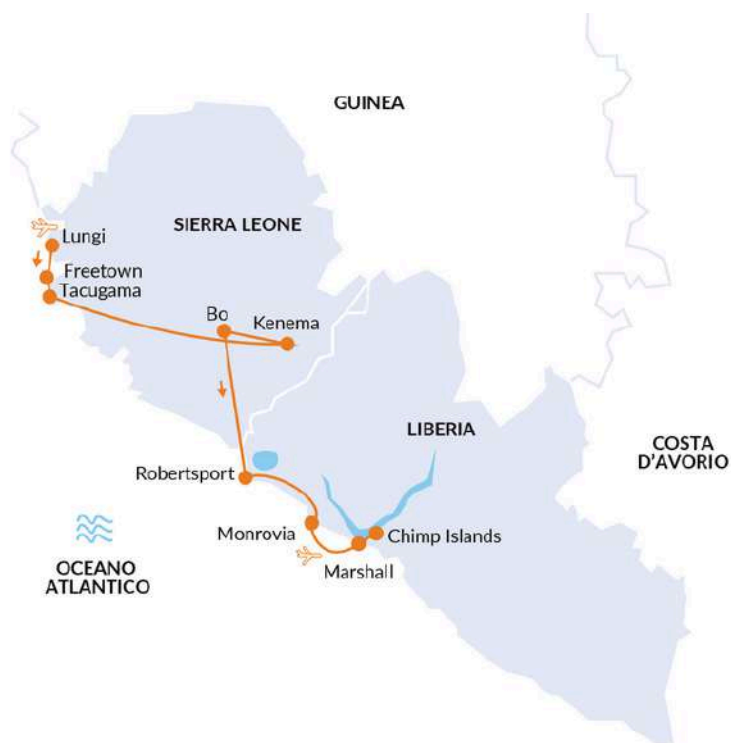 GUINEA
SIERRA LEONE
Lungi
Freetown
Tacugama
Bo
Kenema
LIBERIA
COSTA
D'AVORIO
Robertsport
Monrovia
Chimp Islands
Marshall
OCEANO
ATLANTICO